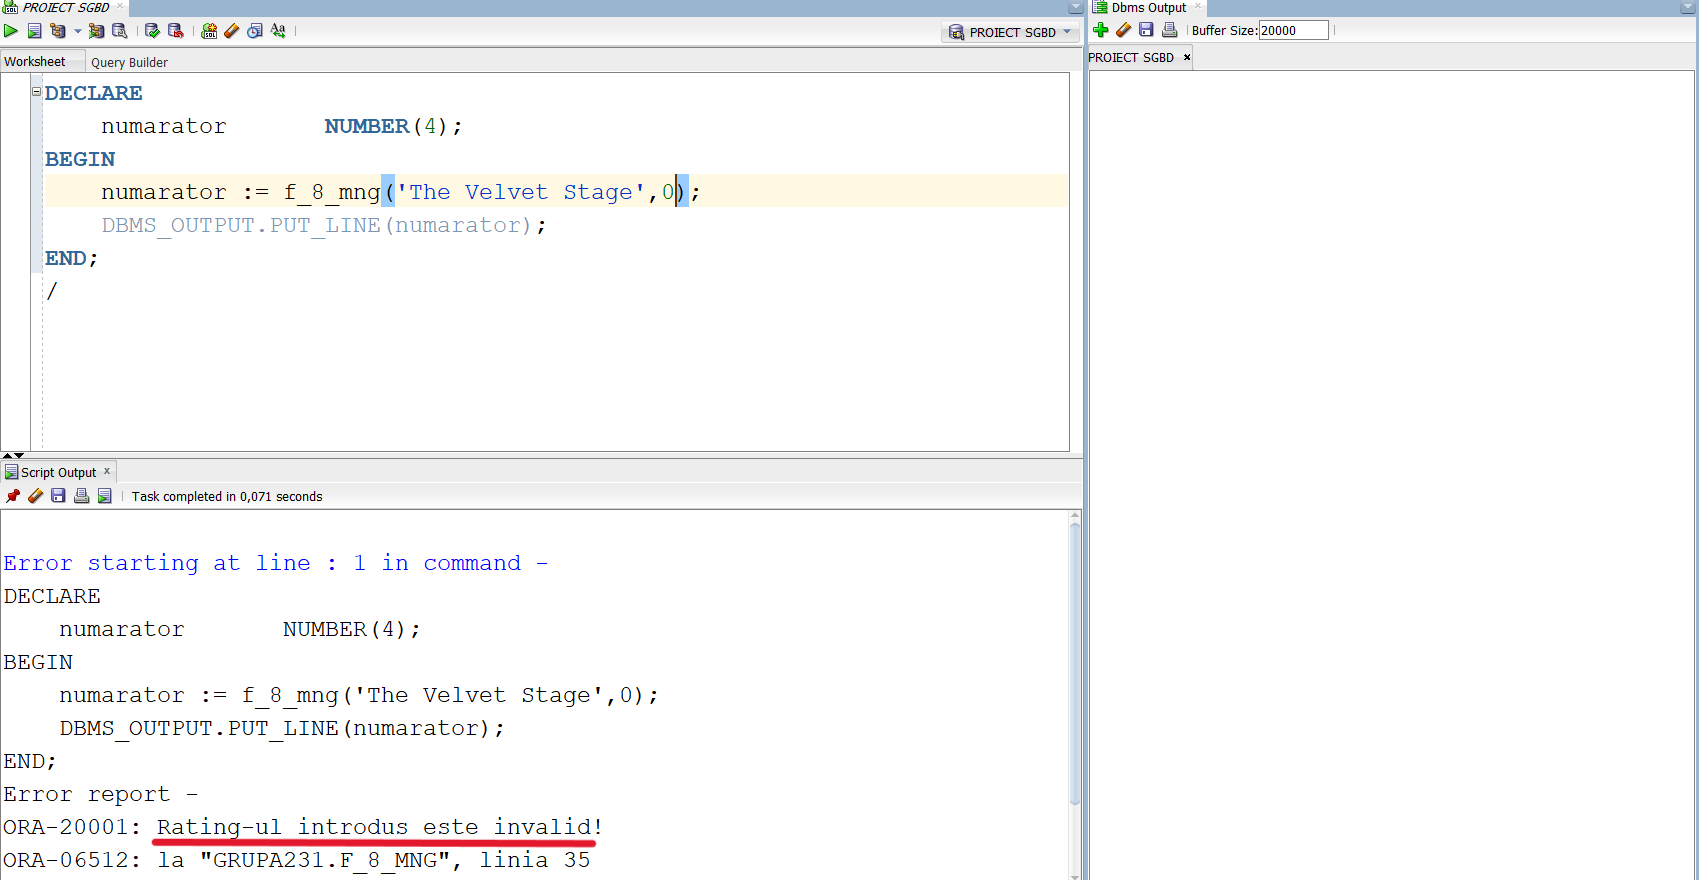 PROIECT SGBD
PROIECT SGBD
Worksheet Query Builder
DECLARE
numarator NUMBER(4);
BEGIN
numarator := f_8_mng('The Velvet Stage',0);
DBMS_OUTPUT.PUT_LINE(numarator);
END;
/
Script Output
Task completed in 0,071 seconds
Error starting at line : 1 in command -
DECLARE
numarator NUMBER(4);
BEGIN
numarator := f_8_mng('The Velvet Stage',0);
DBMS_OUTPUT.PUT_LINE(numarator);
END;
Error report -
ORA-20001: Rating-ul introdus este invalid!
ORA-06512: la "GRUPA231.F_8_MNG", linia 35
Dbms Output
Buffer Size: 20000
PROIECT SGBD